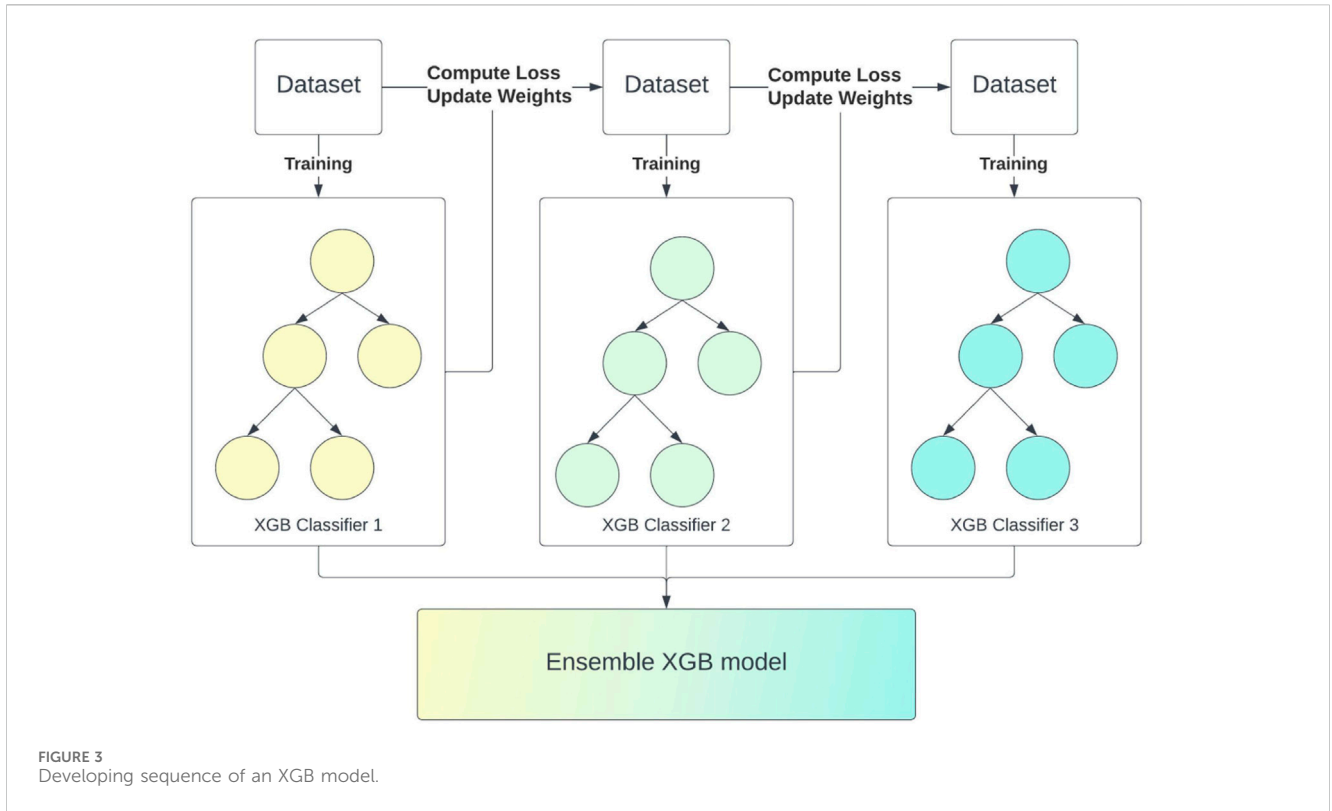 Dataset
Compute Loss
Update Weights
Dataset
Compute Loss
Update Weights
Dataset
Training
Training
Training
XGB Classifier 1
XGB Classifier 2
XGB Classifier 3
Ensemble XGB model
FIGURE 3
Developing sequence of an XGB model.